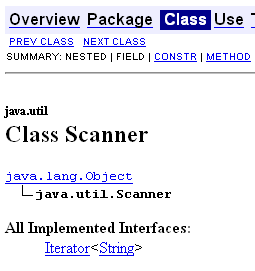 Overview Package Class Use
PREV CLASS NEXT CLASS
SUMMARY: NESTED | FIELD | CONSTR | METHOD
java.util
Class Scanner
java.lang.Object
java.util.Scanner
All Implemented Interfaces:
Iterator<String>